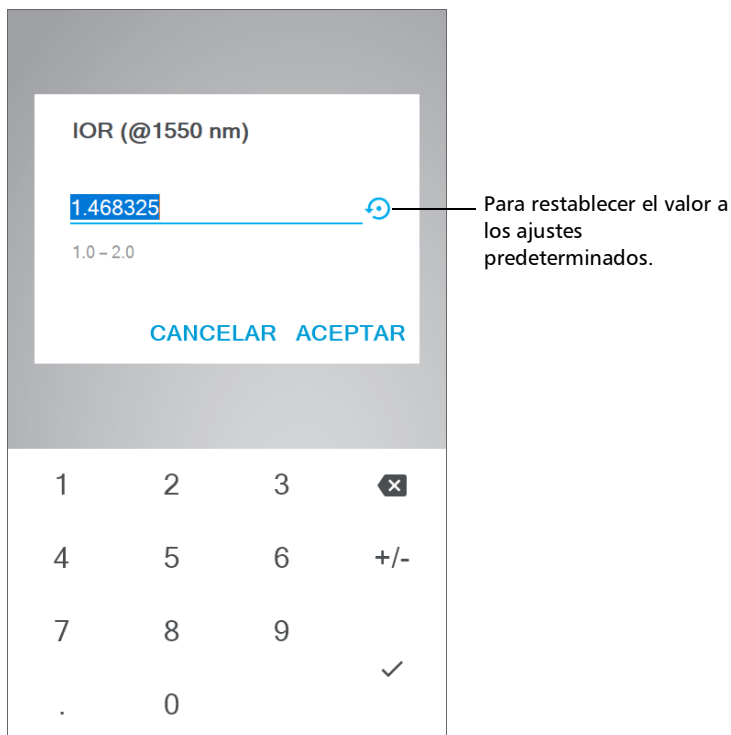 IOR (@1550 nm)
1.468325
1.0 – 2.0
CANCELAR ACEPTAR
Para restablecer el valor a
los ajustes
predeterminados.
1 2 3
4 5 6 +/-
7 8 9
. 0